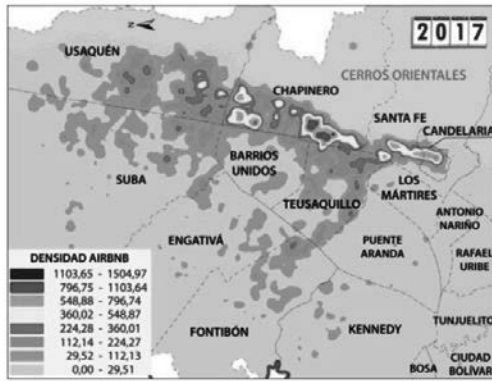 2017
USAQUÉN
CERROS ORIENTALES
CHAPINERO
SANTA FE
CANDELARIA
BARRIOS
UNIDOS
SUBA
LOS
MÁRTIRES
TEUSAQUILLO
ANTONIO
NARIÑO
ENGATIVÁ
PUENTE
ARANDA
RAFAEL
URIBE
DENSIDAD AIRBNB
1103,65 - 1504,97
796,75 - 1103,64
548,88 - 796,74
360,02 - 548,87
224,28 - 360,01
112,14 - 224,27
29,52 - 112,13
0,00 - 29,51
FONTIBÓN
KENNEDY
TUNJUELITO
BOSA
CIUDAD
BOLÍVAR